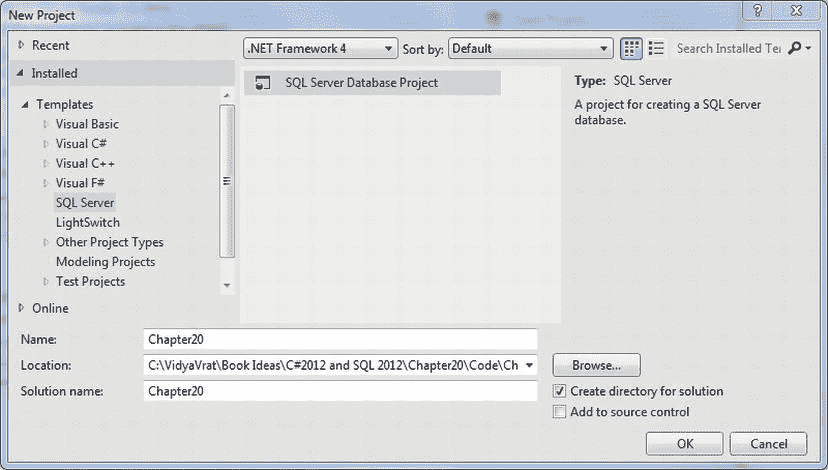 New Project
Recent
.NET Framework 4
Sort by:
Default
Search Installed Te
Installed
SQL Server Database Project
Type: SQL Server
A project for creating a SQL Server
database.
Templates
Visual Basic
Visual C#
Visual C++
Visual F#
SQL Server
LightSwitch
Other Project Types
Modeling Projects
Test Projects
Online
Name:
Chapter20
Location:
C:\VidyaVrat\Book Ideas\C#2012 and SQL 2012\Chapter20\Code\Ch
Browse...
Solution name:
Chapter20
Create directory for solution
Add to source control
OK
Cancel